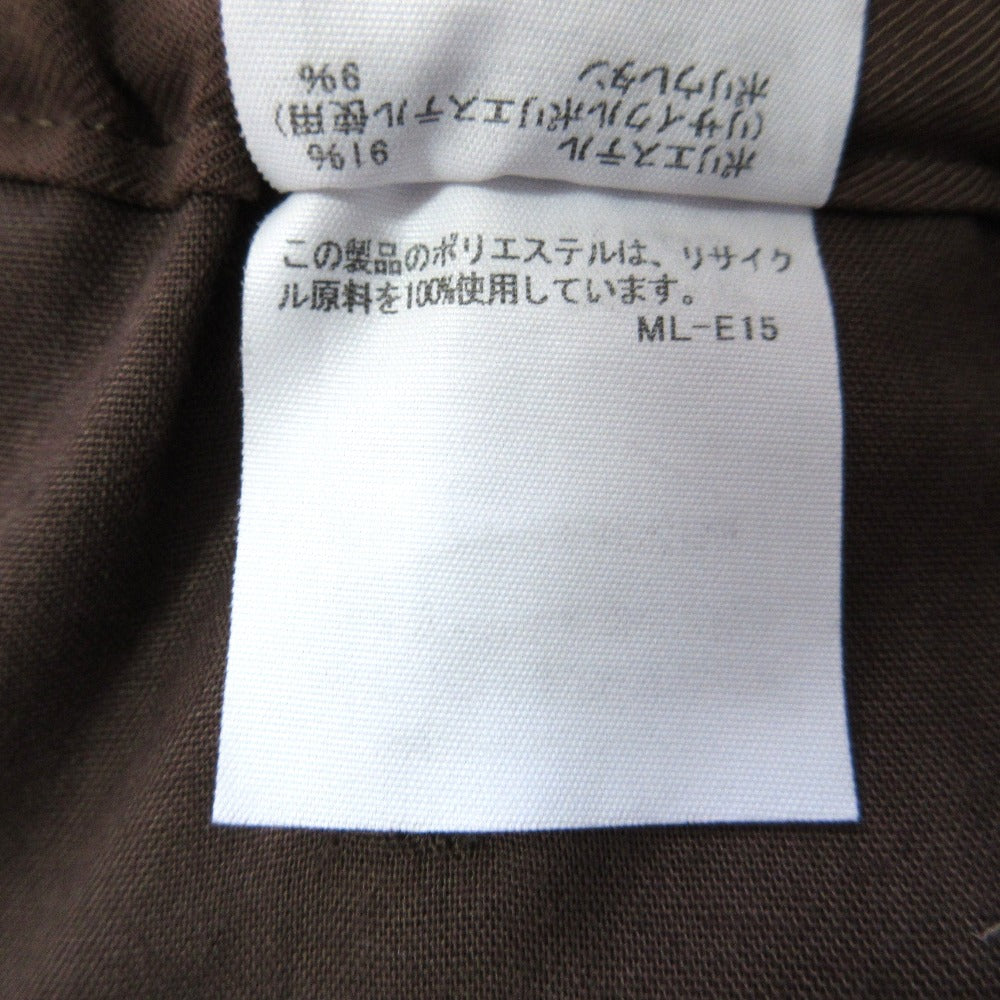 ポリエステル 91%
(リサイクルポリエステル使用)
ポリウレタン 9%
この製品のポリエステルは、リサイク
ル原料を100%使用しています。
ML-E15